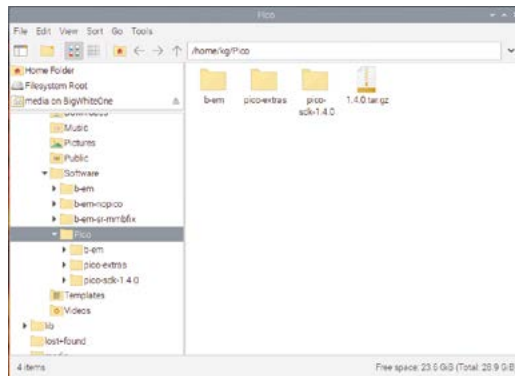 Pico
File Edit View Sort Go Tools
/home/kg/Pico
Home Folder
Filesystem Root
media on BigWhiteOne
Music
Pictures
Public
Software
b-em
b-em-nopico
b-em-sr-mmbfix
Pico
b-em
pico-extras
pico-sdk-1.4.0
Templates
Videos
lib
lost+found
b-em
pico-extras
pico-
sdk-1.4.0
1.4.0.tar.gz
4 items
Free space: 23.6 GiB (Total: 28.9 GiB)